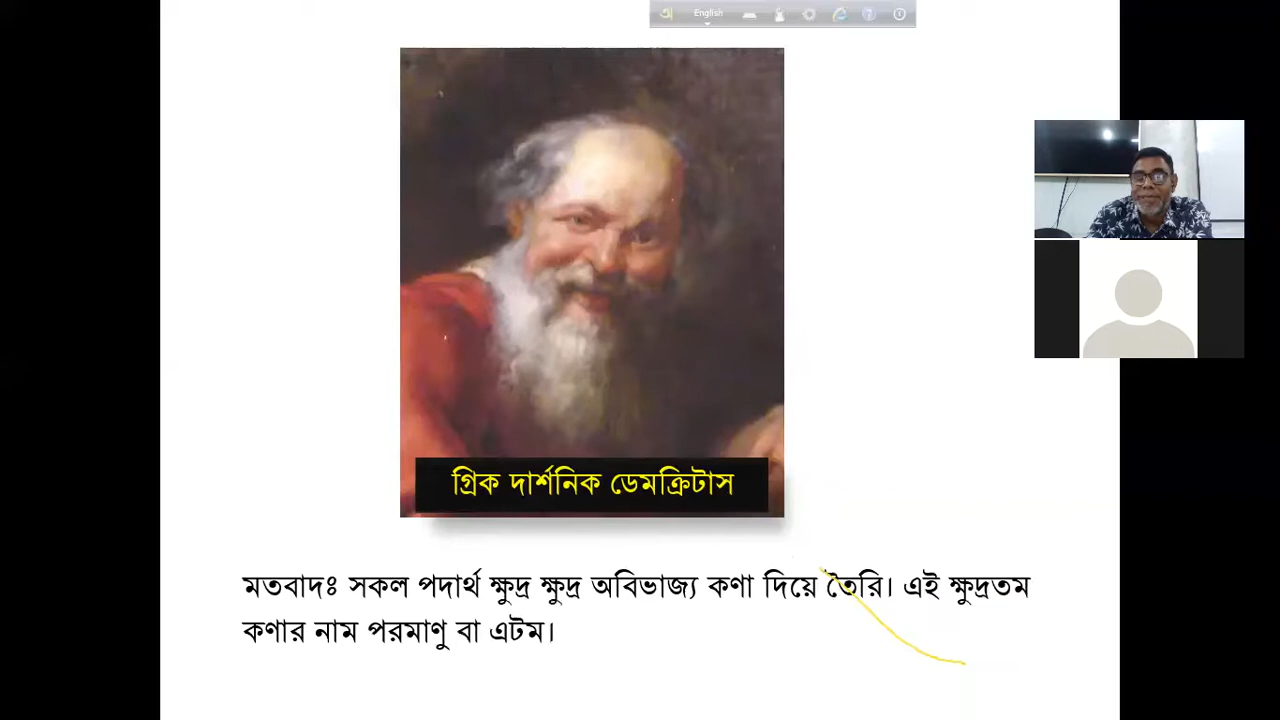 অ English
গ্রিক দার্শনিক ডেমক্রিটাস
মতবাদঃ সকল পদার্থ ক্ষুদ্র ক্ষুদ্র অবিভাজ্য কণা দিয়ে তৈরি। এই ক্ষুদ্রতম
কণার নাম পরমাণু বা এটম।